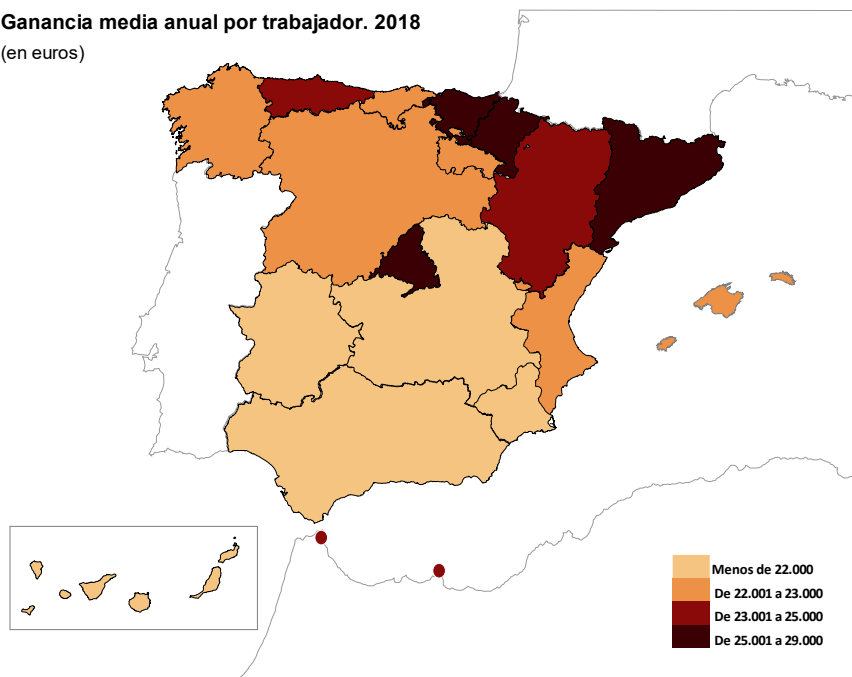 Ganancia media anual por trabajador. 2018
(en euros)
Menos de 22.000
De 22.001 a 23.000
De 23.001 a 25.000
De 25.001 a 29.000